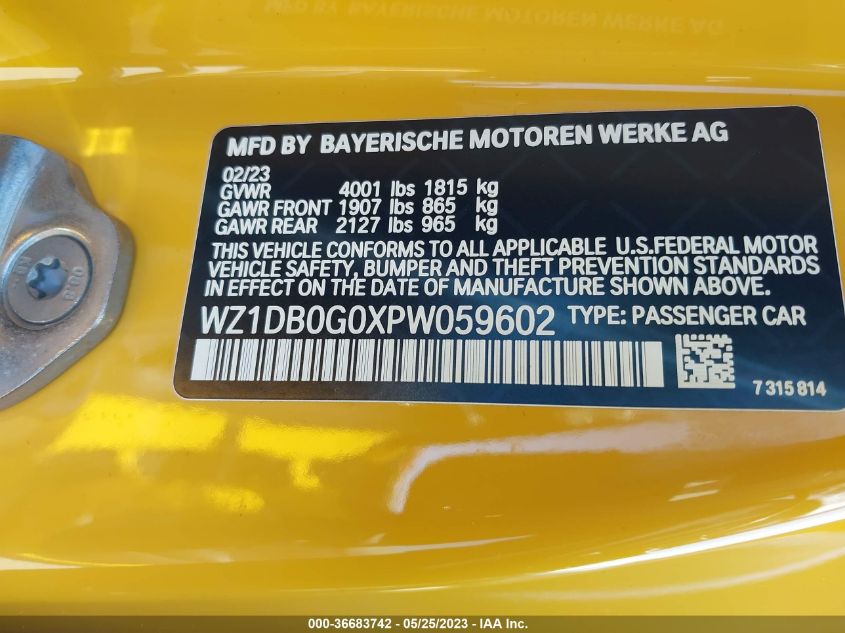 MFD BY BAYERISCHE MOTOREN WERKE AG
02/23
GVWR 4001 lbs 1815 kg
GAWR FRONT 1907 lbs 865 kg
GAWR REAR 2127 lbs 965 kg
THIS VEHICLE CONFORMS TO ALL APPLICABLE U.S.FEDERAL MOTOR
VEHICLE SAFETY, BUMPER AND THEFT PREVENTION STANDARDS
IN EFFECT ON THE DATE OF MANUFACTURE SHOWN ABOVE.
WZ1DB0G0XPW059602 TYPE: PASSENGER CAR
7 315 814
000-36683742 - 05/25/2023 - IAA Inc.